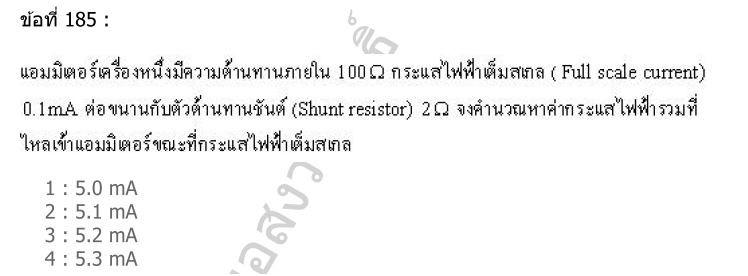 ข้อที่ 185 :
แอมมิเตอร์เครื่องหนึ่งมีความต้านทานภายใน 100Ω กระแสไฟฟ้าเต็มสเกล ( Full scale current)
0.1mA ต่อขนานกับตัวต้านทานชันต์ (Shunt resistor) 2Ω จงคำนวณหาค่ากระแสไฟฟ้ารวมที่
ไหลเข้าแอมมิเตอร์ขณะที่กระแสไฟฟ้าเต็มสเกล
1 : 5.0 mA
2 : 5.1 mA
3 : 5.2 mA
4 : 5.3 mA